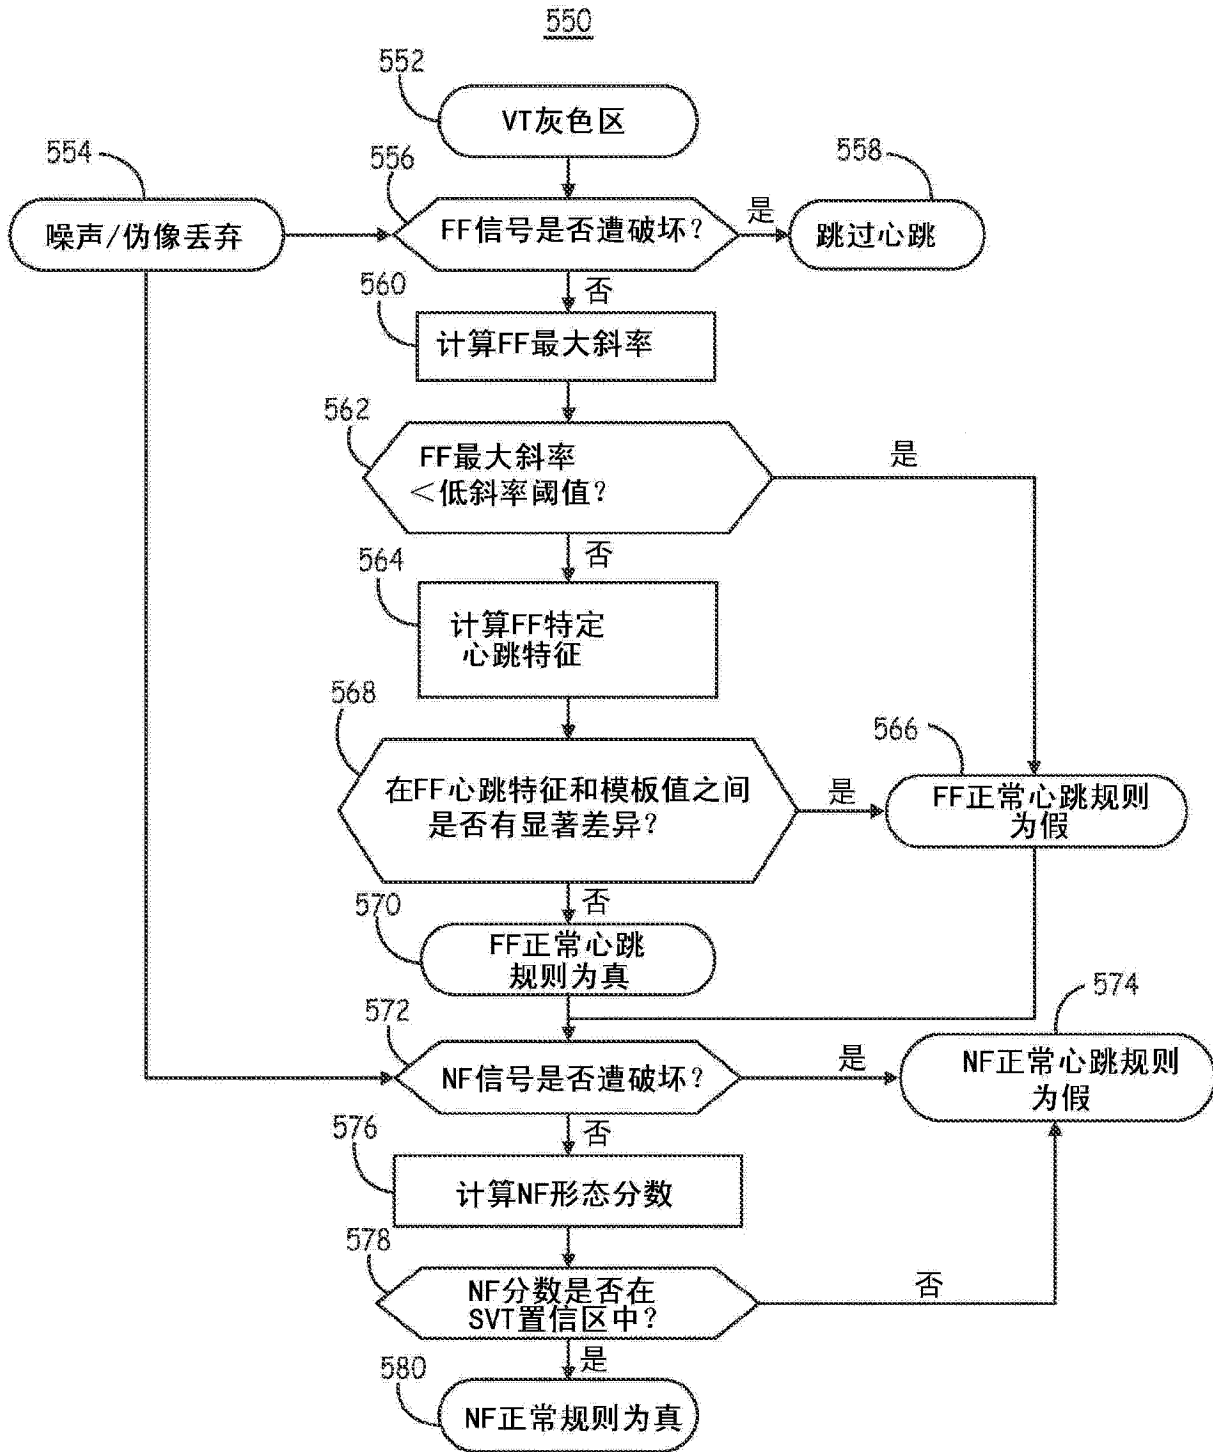 550
552
VT灰色区
554
噪声/伪像丢弃
556
FF信号是否遭破坏?
是
558
跳过心跳
否
560
计算FF最大斜率
562
FF最大斜率
<低斜率阈值?
是
否
564
计算FF特定
心跳特征
568
在FF心跳特征和模板值之间
是否有显著差异?
是
566
FF正常心跳规则
为假
否
570
FF正常心跳
规则为真
572
NF信号是否遭破坏?
是
574
NF正常心跳规则
为假
否
576
计算NF形态分数
578
NF分数是否在
SVT置信区中?
否
是
580
NF正常规则为真